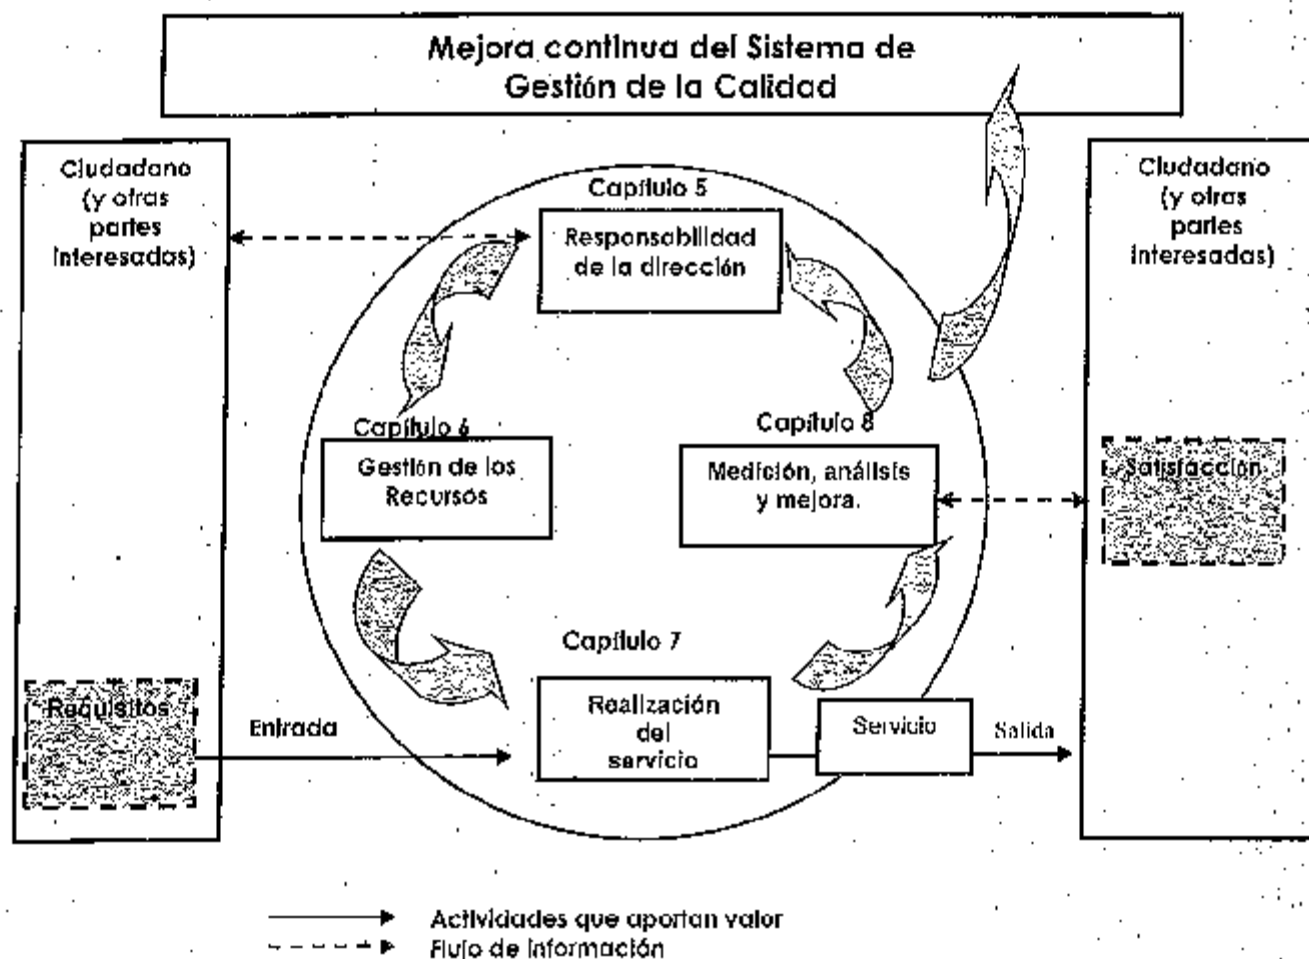 Mejora continua del Sistema de
Gestión de la Calidad
Ciudadano
(y otras
partes
interesadas)
Capítulo 5
Responsabilidad
de la dirección
Ciudadano
(y otras
partes
interesadas)
Capítulo 6
Gestión de los
Recursos
Capítulo 8
Medición, análisis
y mejora.
Satisfacción
Capítulo 7
Requisitos
Entrada
Realización
del
servicio
Servicio
Salida
Actividades que aportan valor
Flujo de información